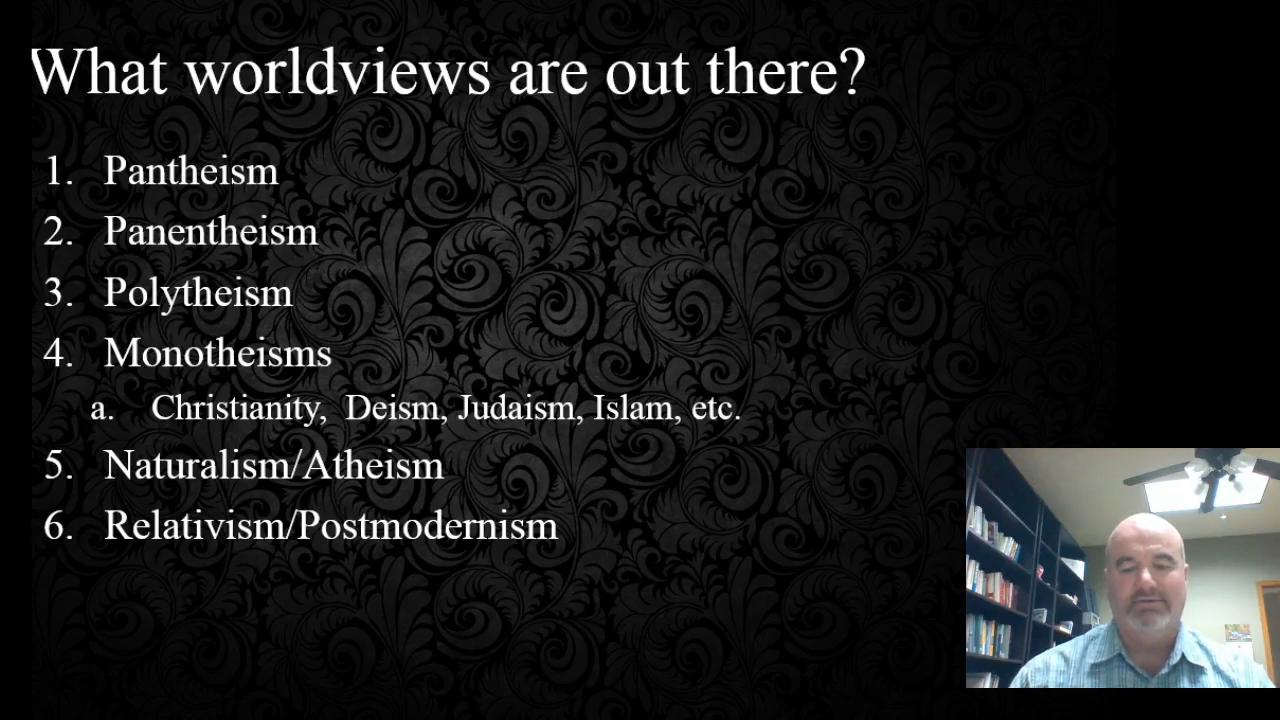 What worldviews are out there?
1. Pantheism
2. Panentheism
3. Polytheism
4. Monotheisms
a. Christianity, Deism, Judaism, Islam, etc.
5. Naturalism/Atheism
6. Relativism/Postmodernism